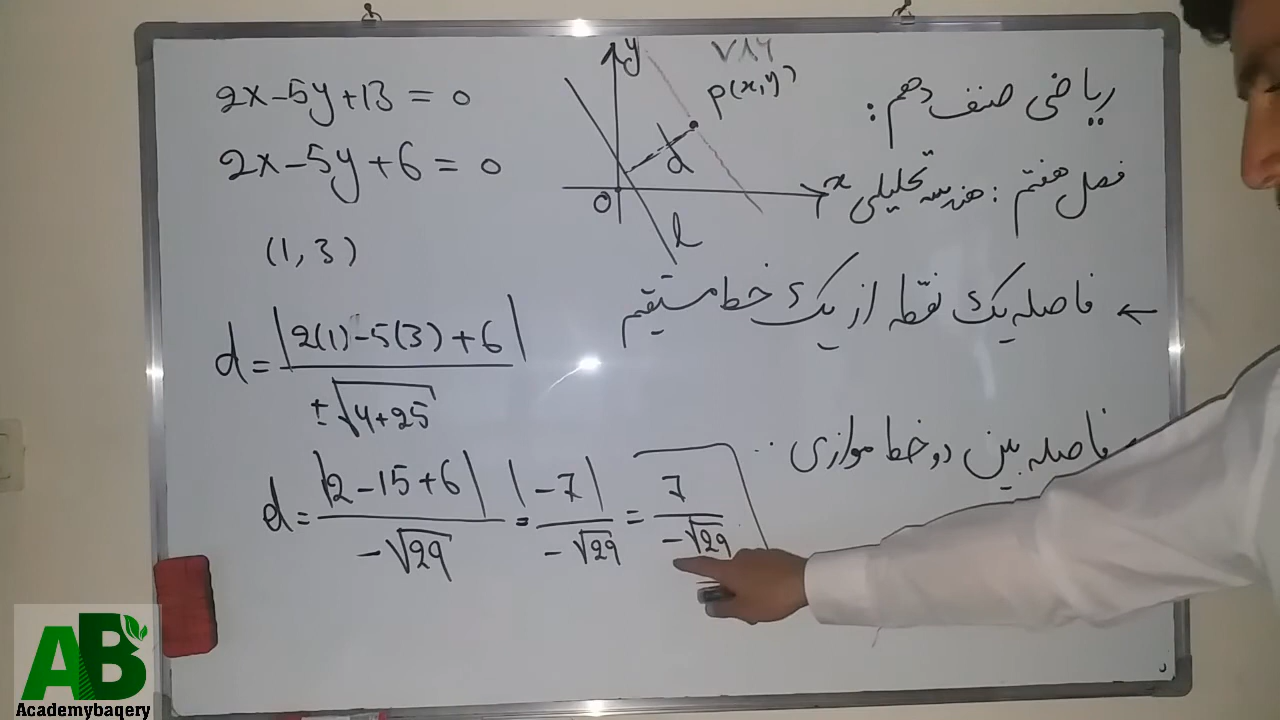 ریاضی صنف دهم:
فصل هفتم: هندسه تحلیلی
← فاصله یک نقطه از یک خط مستقیم
فاصله بین دو خط موازی
y
p(x,y)
d
x
0
l
2x-5y+13=0
2x-5y+6=0
(1,3)
d=|2(1)-5(3)+6|/±√4+25
d=|2-15+6|/-√29=|-7|/-√29=7/-√29
AB
Academybaqery